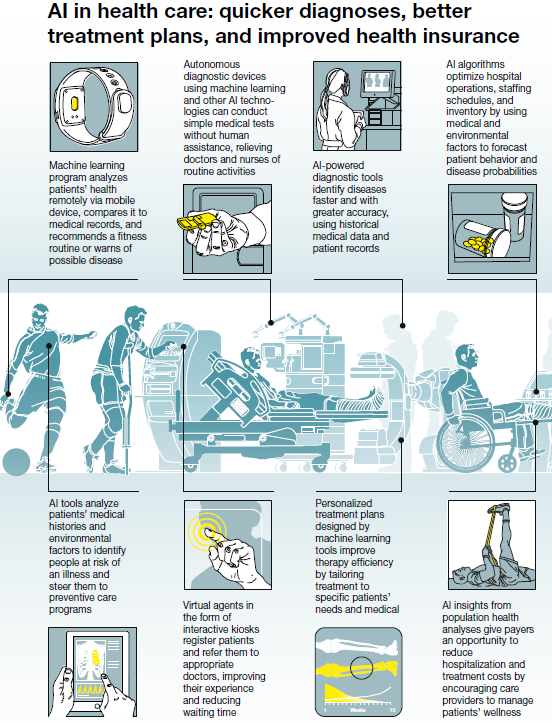 AI in health care: quicker diagnoses, better
treatment plans, and improved health insurance
Machine learning
program analyzes
patients' health
remotely via mobile
device, compares it to
medical records, and
recommends a fitness
routine or warns of
possible disease
Autonomous
diagnostic devices
using machine learning
and other AI techno-
logies can conduct
simple medical tests
without human
assistance, relieving
doctors and nurses of
routine activities
AI-powered
diagnostic tools
identify diseases
faster and with
greater accuracy,
using historical
medical data and
patient records
AI algorithms
optimize hospital
operations, staffing
schedules, and
inventory by using
medical and
environmental
factors to forecast
patient behavior and
disease probabilities
AI tools analyze
patients' medical
histories and
environmental
factors to identify
people at risk of
an illness and
steer them to
preventive care
programs
Virtual agents in
the form of
interactive kiosks
register patients
and refer them to
appropriate
doctors, improving
their experience
and reducing
waiting time
Personalized
treatment plans
designed by
machine learning
tools improve
therapy efficiency
by tailoring
treatment to
specific patients'
needs and medical
1 Weeks 13
AI insights from
population health
analyses give payers
an opportunity to
reduce
hospitalization and
treatment costs by
encouraging care
providers to manage
patients' wellness